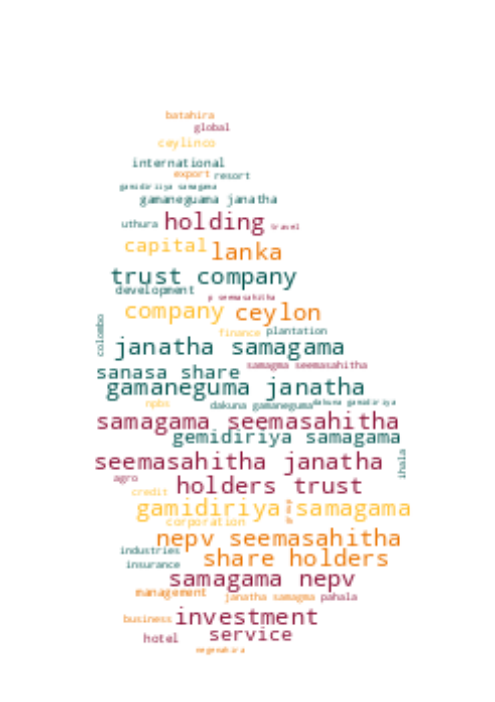 batahira
global
ceylinco
international
export resort
gamidiriya samagama
gamaneguama janatha
uthura holding travel
capital lanka
trust company
development
p seemasahitha
company ceylon
colombo
finance plantation
janatha samagama
samagma seemasahitha
sanasa share
gamaneguma janatha
npbs dakuna gamaneguma dakuna gamidiriya
samagama seemasahitha
gemidiriya samagama
seemasahitha janatha
ihala
agro holders trust
credit
gamidiriya samagama
corporation
nepv seemasahitha
industries
share holders
insurance
samagama nepv
management
janatha samagma pahala
business investment
hotel service
negenahira